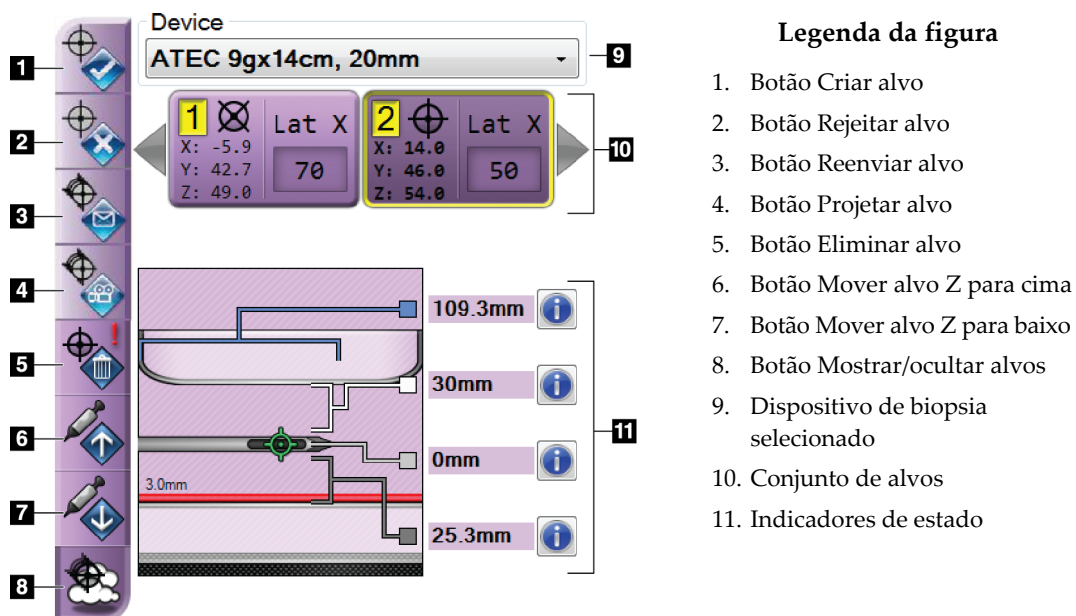 Device
ATEC 9gx14cm, 20mm
1
2
3
4
5
6
7
8
9
10
11
1 Lat X
X: -5.9
Y: 42.7
Z: 49.0
70
2 Lat X
X: 14.0
Y: 46.0
Z: 54.0
50
109.3mm
30mm
0mm
3.0mm
25.3mm
Legenda da figura
1. Botão Criar alvo
2. Botão Rejeitar alvo
3. Botão Reenviar alvo
4. Botão Projetar alvo
5. Botão Eliminar alvo
6. Botão Mover alvo Z para cima
7. Botão Mover alvo Z para baixo
8. Botão Mostrar/ocultar alvos
9. Dispositivo de biopsia
selecionado
10. Conjunto de alvos
11. Indicadores de estado